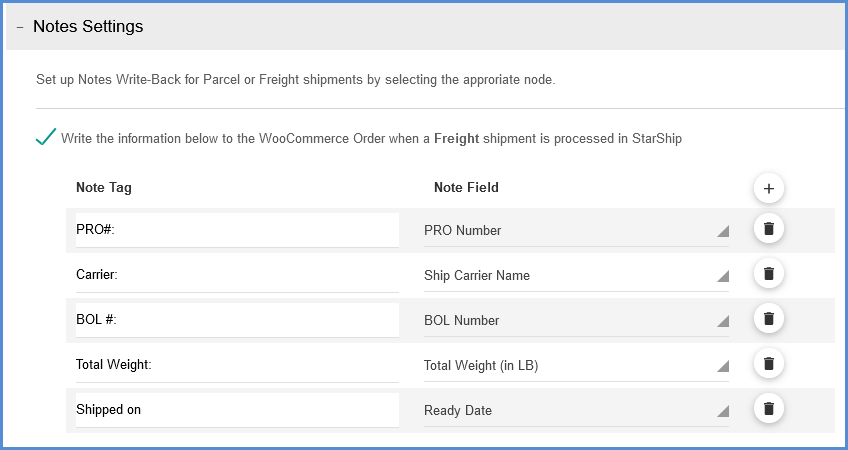 Notes Settings
Set up Notes Write-Back for Parcel or Freight shipments by selecting the approriate node.
Write the information below to the WooCommerce Order when a Freight shipment is processed in StarShip
Note Tag Note Field
PRO#: PRO Number
Carrier: Ship Carrier Name
BOL #: BOL Number
Total Weight: Total Weight (in LB)
Shipped on Ready Date